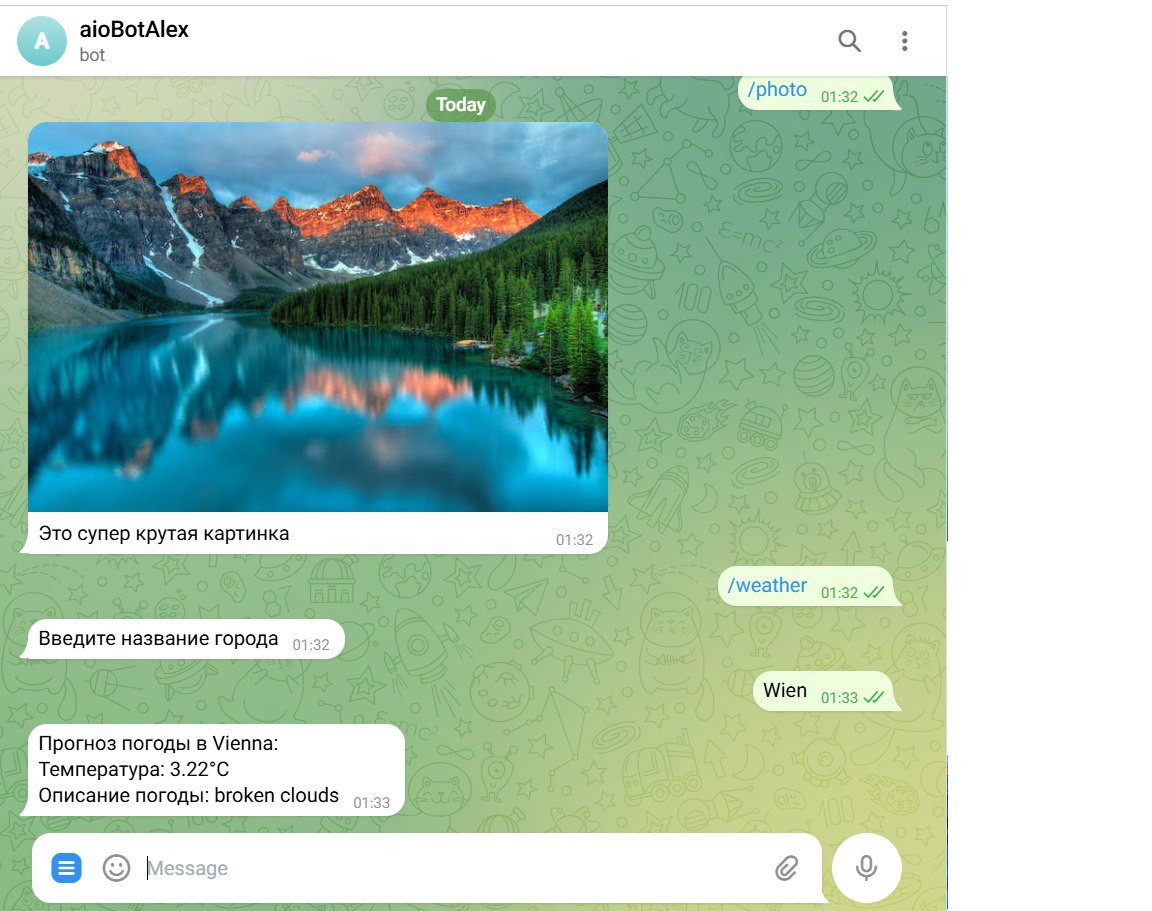 A
aioBotAlex
bot
/photo 01:32
Today
Это супер крутая картинка 01:32
/weather 01:32
Введите название города 01:32
Wien 01:33
Прогноз погоды в Vienna:
Температура: 3.22°C
Описание погоды: broken clouds 01:33
Message
E=mc²